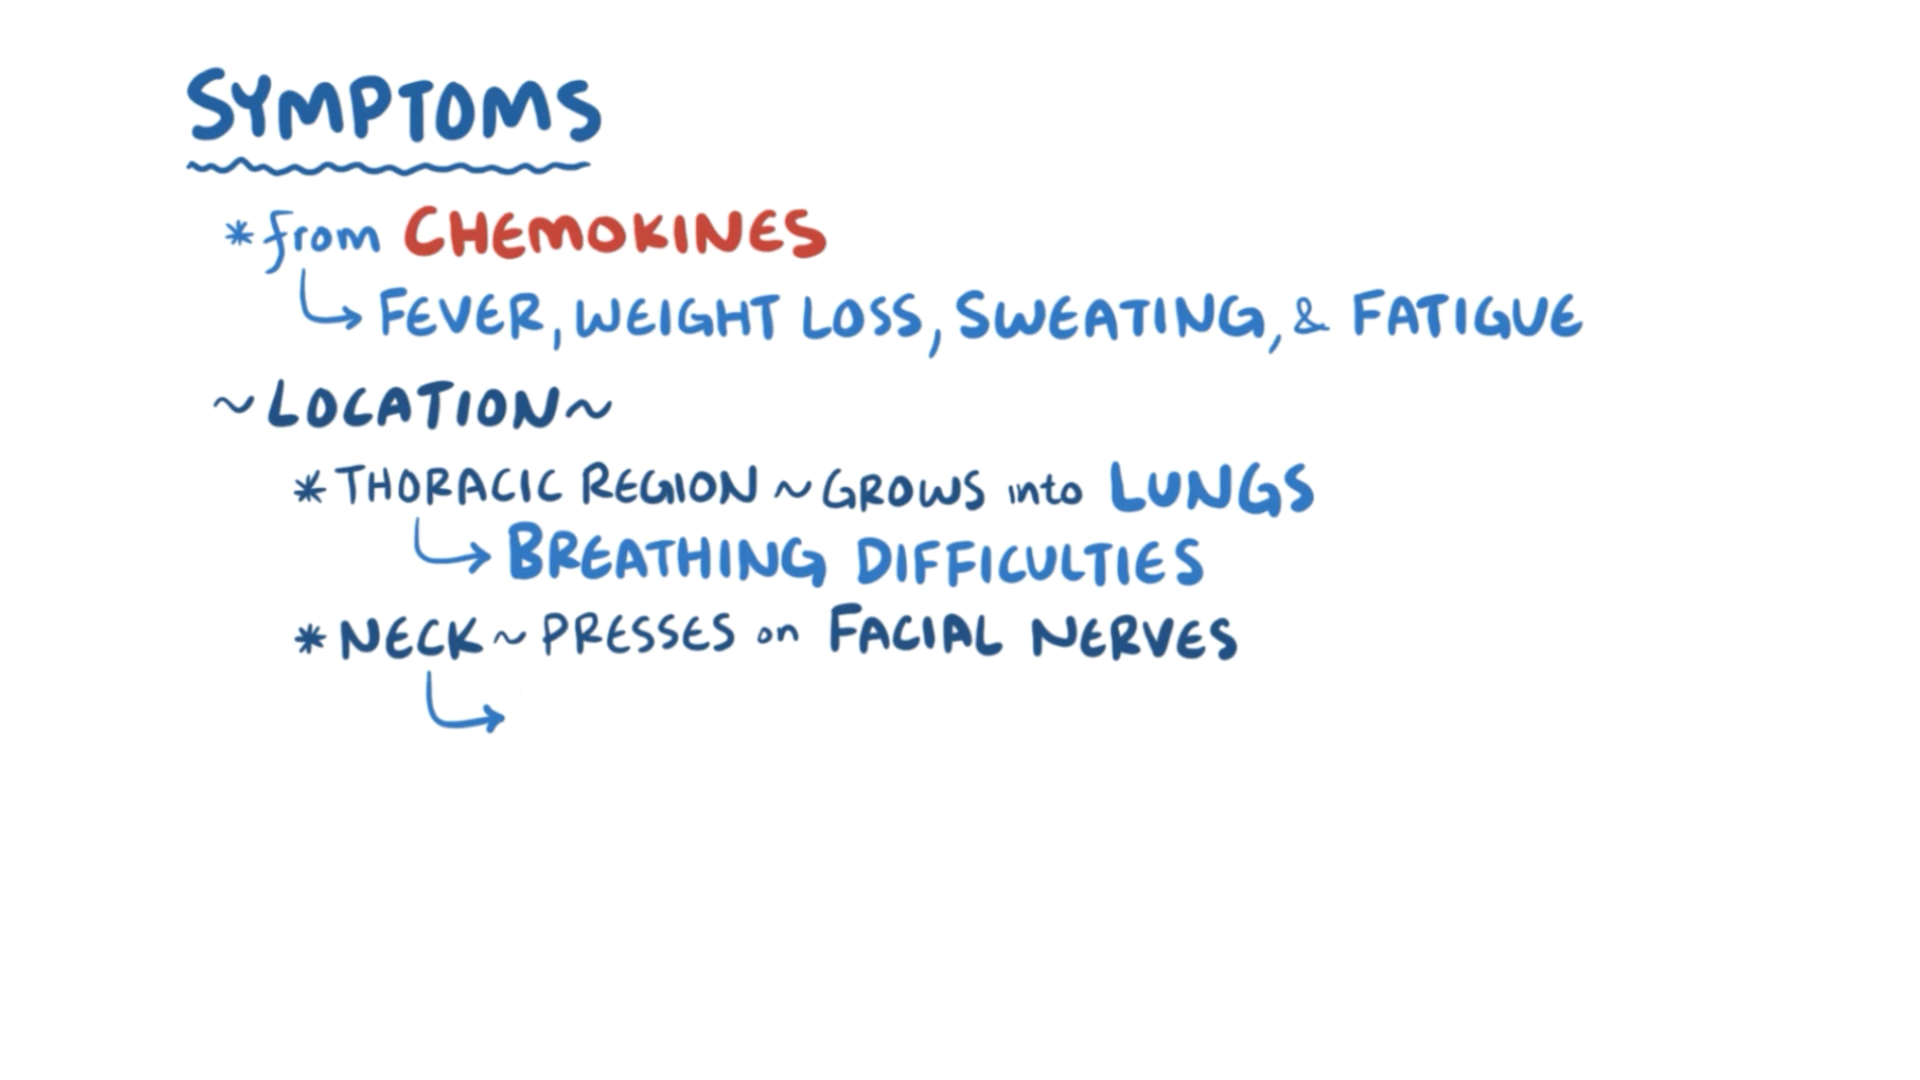 SYMPTOMS
* from CHEMOKINES
FEVER, WEIGHT LOSS, SWEATING, & FATIGUE
~ LOCATION ~
* THORACIC REGION ~ GROWS into LUNGS
BREATHING DIFFICULTIES
* NECK ~ PRESSES on FACIAL NERVES